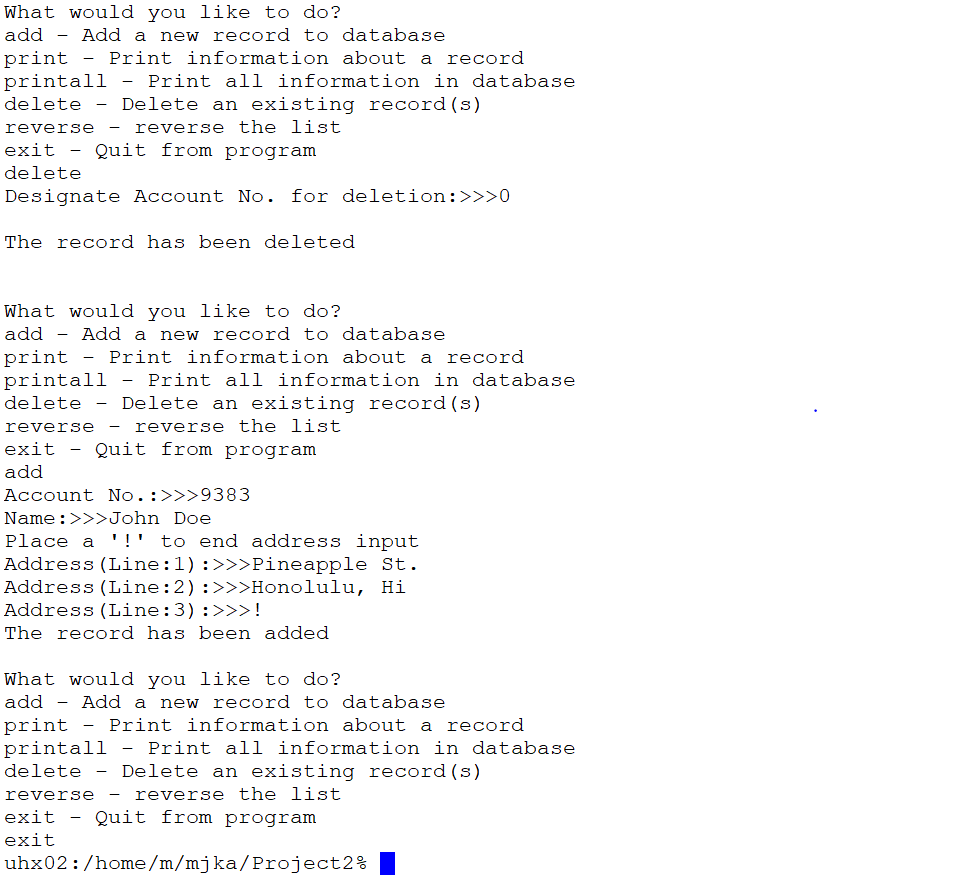 What would you like to do?
add - Add a new record to database
print - Print information about a record
printall - Print all information in database
delete - Delete an existing record(s)
reverse - reverse the list
exit - Quit from program
delete
Designate Account No. for deletion:>>>0
The record has been deleted
What would you like to do?
add - Add a new record to database
print - Print information about a record
printall - Print all information in database
delete - Delete an existing record(s)
reverse - reverse the list
exit - Quit from program
add
Account No.:>>>9383
Name:>>>John Doe
Place a '!' to end address input
Address(Line:1):>>>Pineapple St.
Address(Line:2):>>>Honolulu, Hi
Address(Line:3):>>>!
The record has been added
What would you like to do?
add - Add a new record to database
print - Print information about a record
printall - Print all information in database
delete - Delete an existing record(s)
reverse - reverse the list
exit - Quit from program
exit
uhx02:/home/m/mjka/Project2%